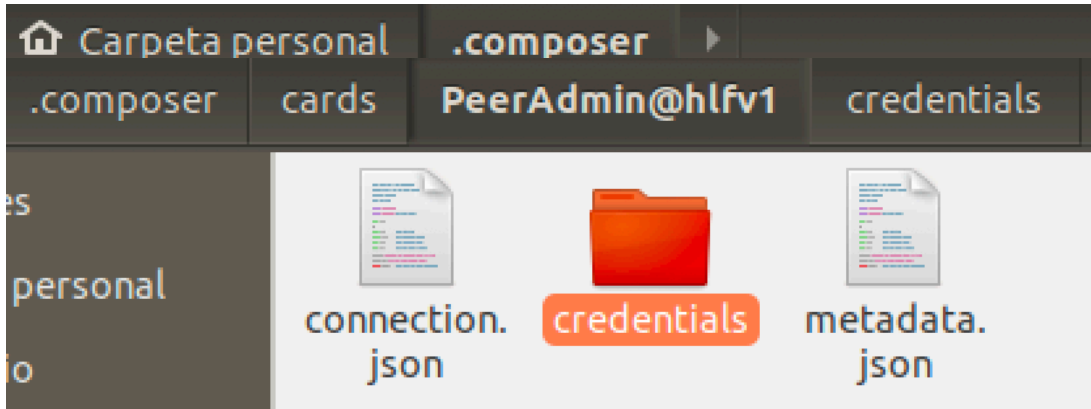 Carpeta personal .composer
.composer cards PeerAdmin@hlfv1 credentials
es
personal
io
connection. credentials metadata.
json json